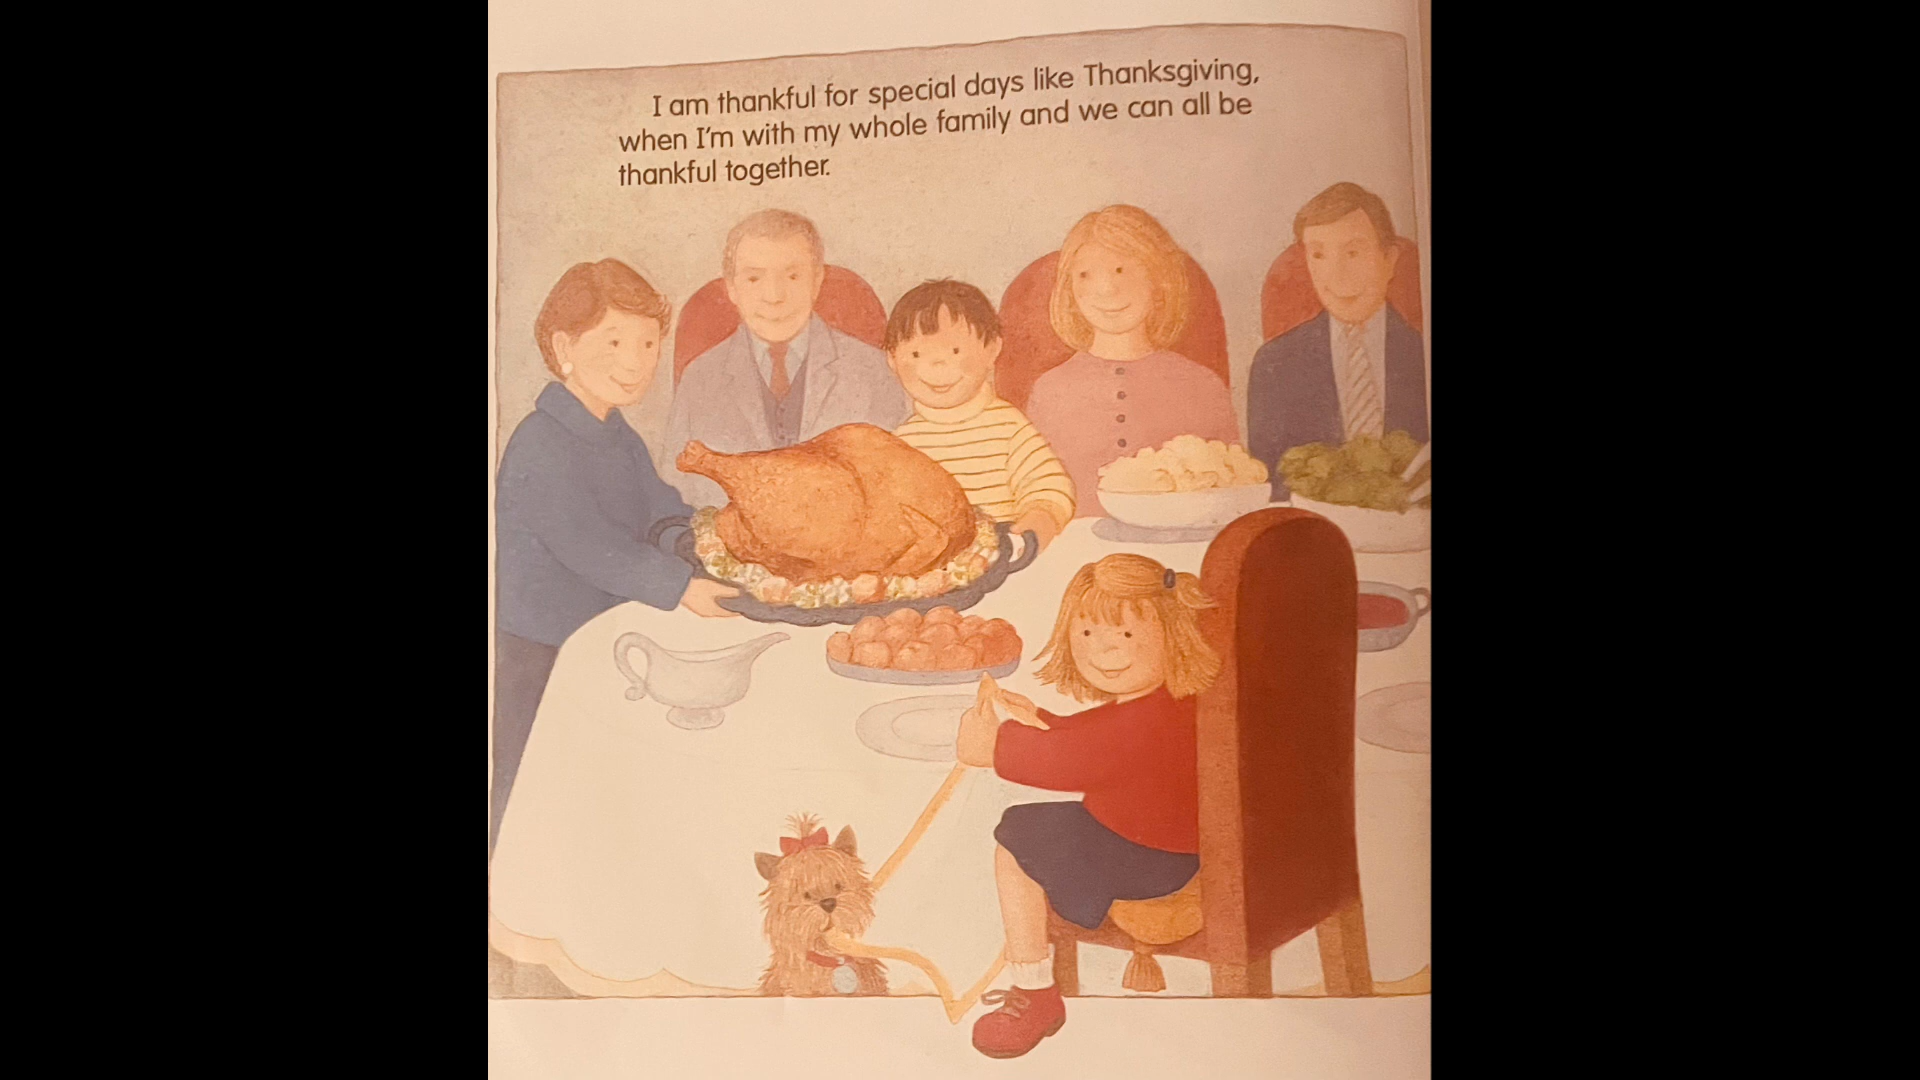 I am thankful for special days like Thanksgiving,
when I'm with my whole family and we can all be
thankful together.